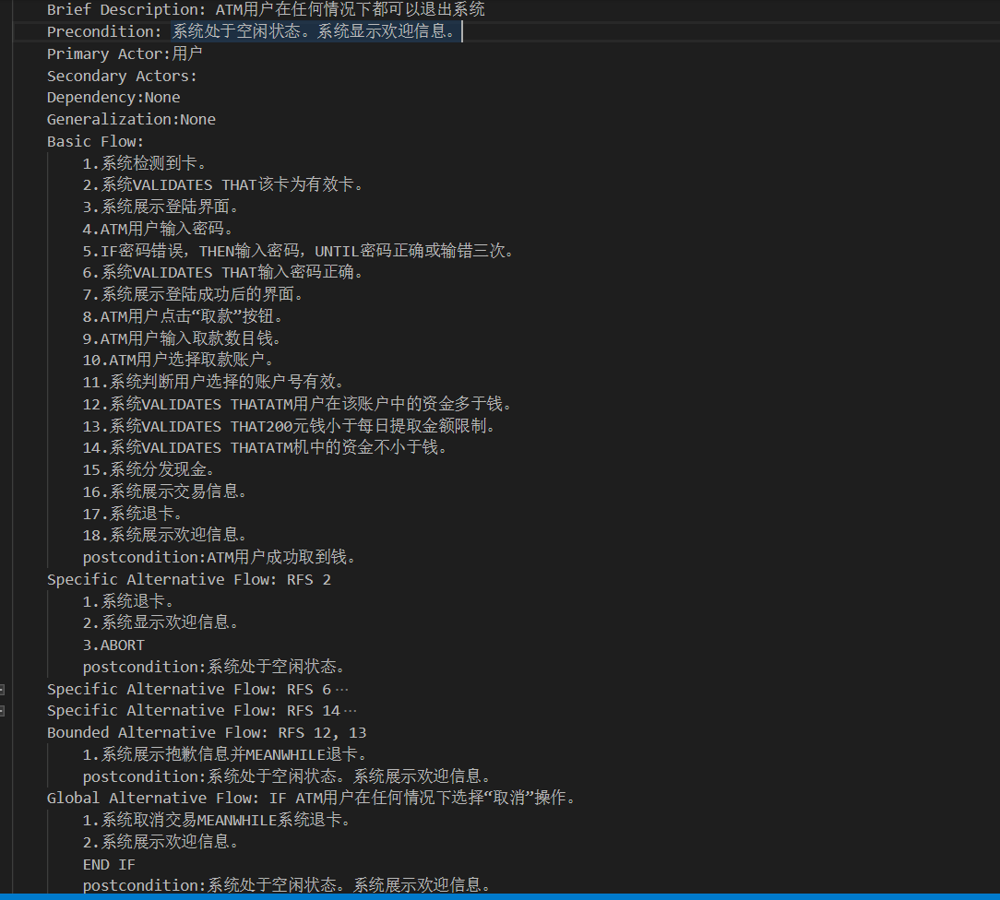 Brief Description: ATM用户在任何情况下都可以退出系统
Precondition: 系统处于空闲状态。系统显示欢迎信息。
Primary Actor:用户
Secondary Actors:
Dependency:None
Generalization:None
Basic Flow:
1.系统检测到卡。
2.系统VALIDATES THAT该卡为有效卡。
3.系统展示登陆界面。
4.ATM用户输入密码。
5.IF密码错误，THEN输入密码，UNTIL密码正确或输错三次。
6.系统VALIDATES THAT输入密码正确。
7.系统展示登陆成功后的界面。
8.ATM用户点击“取款”按钮。
9.ATM用户输入取款数目钱。
10.ATM用户选择取款账户。
11.系统判断用户选择的账户号有效。
12.系统VALIDATES THATATM用户在该账户中的资金多于钱。
13.系统VALIDATES THAT200元钱小于每日提取金额限制。
14.系统VALIDATES THATATM机中的资金不小于钱。
15.系统分发现金。
16.系统展示交易信息。
17.系统退卡。
18.系统展示欢迎信息。
postcondition:ATM用户成功取到钱。
Specific Alternative Flow: RFS 2
1.系统退卡。
2.系统显示欢迎信息。
3.ABORT
postcondition:系统处于空闲状态。
Specific Alternative Flow: RFS 6⋯
Specific Alternative Flow: RFS 14⋯
Bounded Alternative Flow: RFS 12, 13
1.系统展示抱歉信息并MEANWHILE退卡。
postcondition:系统处于空闲状态。系统展示欢迎信息。
Global Alternative Flow: IF ATM用户在任何情况下选择“取消”操作。
1.系统取消交易MEANWHILE系统退卡。
2.系统展示欢迎信息。
END IF
postcondition:系统处于空闲状态。系统展示欢迎信息。